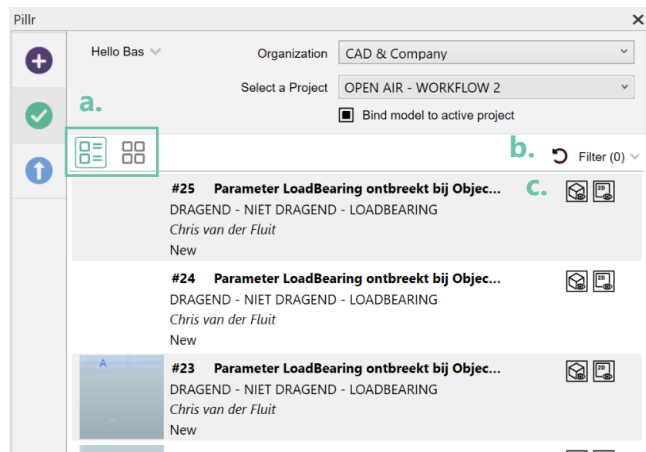 Pillr
Hello Bas
Organization CAD & Company
Select a Project OPEN AIR - WORKFLOW 2
Bind model to active project
a.
b. Filter (0)
#25 Parameter LoadBearing ontbreekt bij Objec... c. 2D
DRAGEND - NIET DRAGEND - LOADBEARING
Chris van der Fluit
New
#24 Parameter LoadBearing ontbreekt bij Objec... 2D
DRAGEND - NIET DRAGEND - LOADBEARING
Chris van der Fluit
New
A
#23 Parameter LoadBearing ontbreekt bij Objec... 2D
DRAGEND - NIET DRAGEND - LOADBEARING
Chris van der Fluit
New